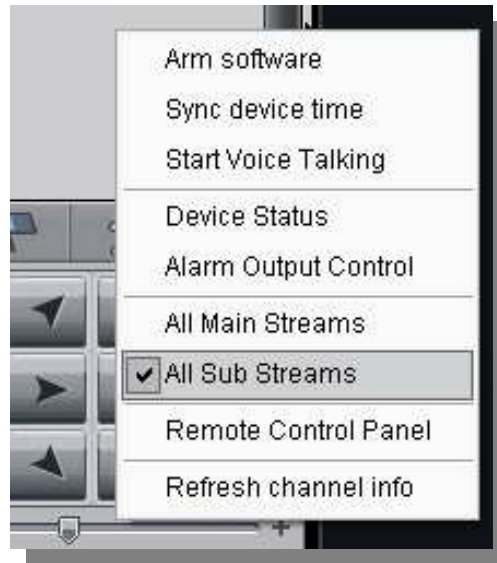 Arm software
Sync device time
Start Voice Talking
Device Status
Alarm Output Control
All Main Streams
All Sub Streams
Remote Control Panel
Refresh channel info